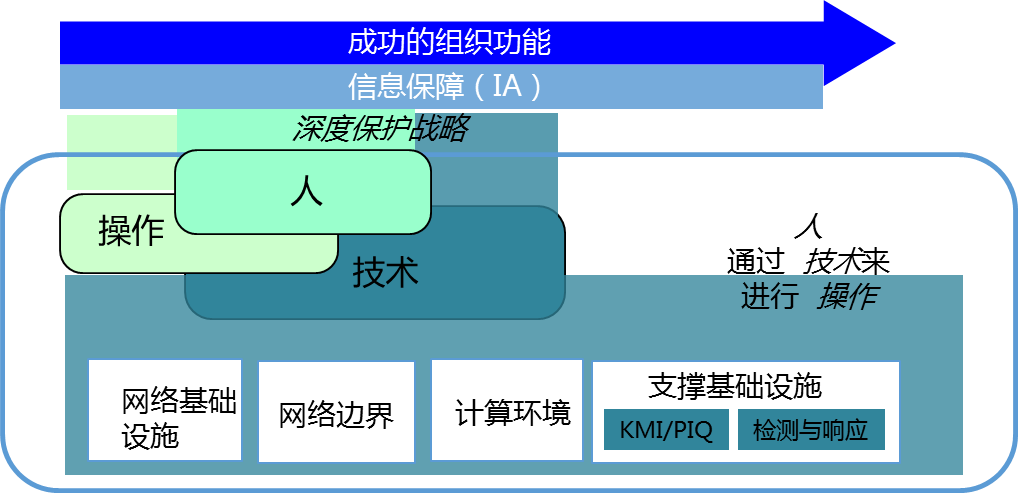 成功的组织功能
信息保障（IA）
深度保护战略
人
操作
技术
人
通过 技术来
进行 操作
网络基础
设施
网络边界
计算环境
支撑基础设施
KMI/PIQ
检测与响应